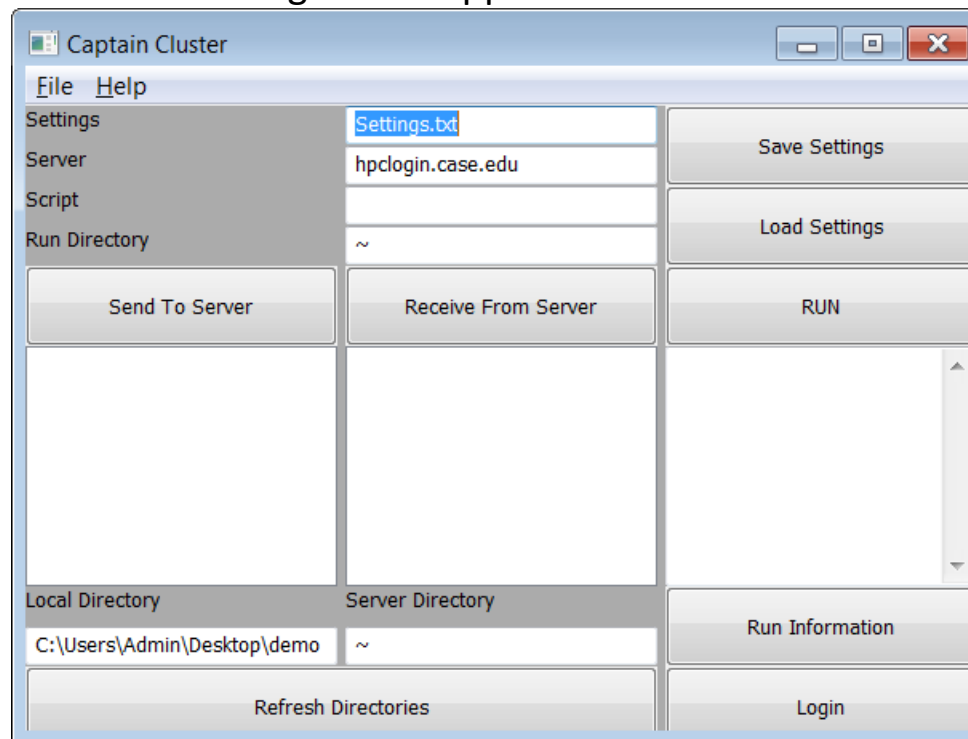 Captain Cluster
File Help
Settings
Settings.txt
Save Settings
Server
hpclogin.case.edu
Script
Load Settings
Run Directory
~
Send To Server
Receive From Server
RUN
Local Directory
Server Directory
Run Information
C:\Users\Admin\Desktop\demo
~
Refresh Directories
Login